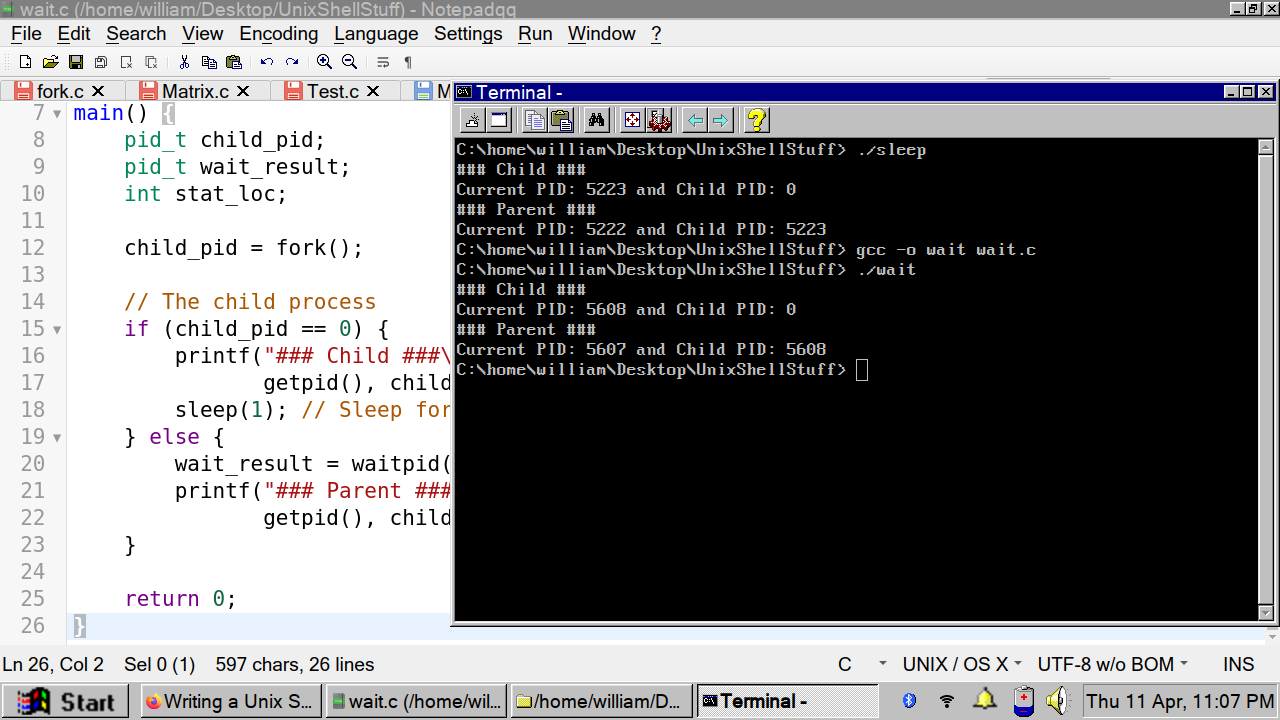 wait.c (/home/william/Desktop/UnixShellStuff) - Notepadqq
File Edit Search View Encoding Language Settings Run Window ?
fork.c Matrix.c Test.c M
7 main() {
8 pid_t child_pid;
9 pid_t wait_result;
10 int stat_loc;
11
12 child_pid = fork();
13
14 // The child process
15 if (child_pid == 0) {
16 printf("### Child ###\
17 getpid(), child
18 sleep(1); // Sleep for
19 } else {
20 wait_result = waitpid(
21 printf("### Parent ###
22 getpid(), child
23 }
24
25 return 0;
26 }
Terminal -
C:\home\william\Desktop\UnixShellStuff> ./sleep
### Child ###
Current PID: 5223 and Child PID: 0
### Parent ###
Current PID: 5222 and Child PID: 5223
C:\home\william\Desktop\UnixShellStuff> gcc -o wait wait.c
C:\home\william\Desktop\UnixShellStuff> ./wait
### Child ###
Current PID: 5608 and Child PID: 0
### Parent ###
Current PID: 5607 and Child PID: 5608
C:\home\william\Desktop\UnixShellStuff>
Ln 26, Col 2 Sel 0 (1) 597 chars, 26 lines C UNIX / OS X UTF-8 w/o BOM INS
Start Writing a Unix S... wait.c (/home/wil... /home/william/D... Terminal - Thu 11 Apr, 11:07 PM